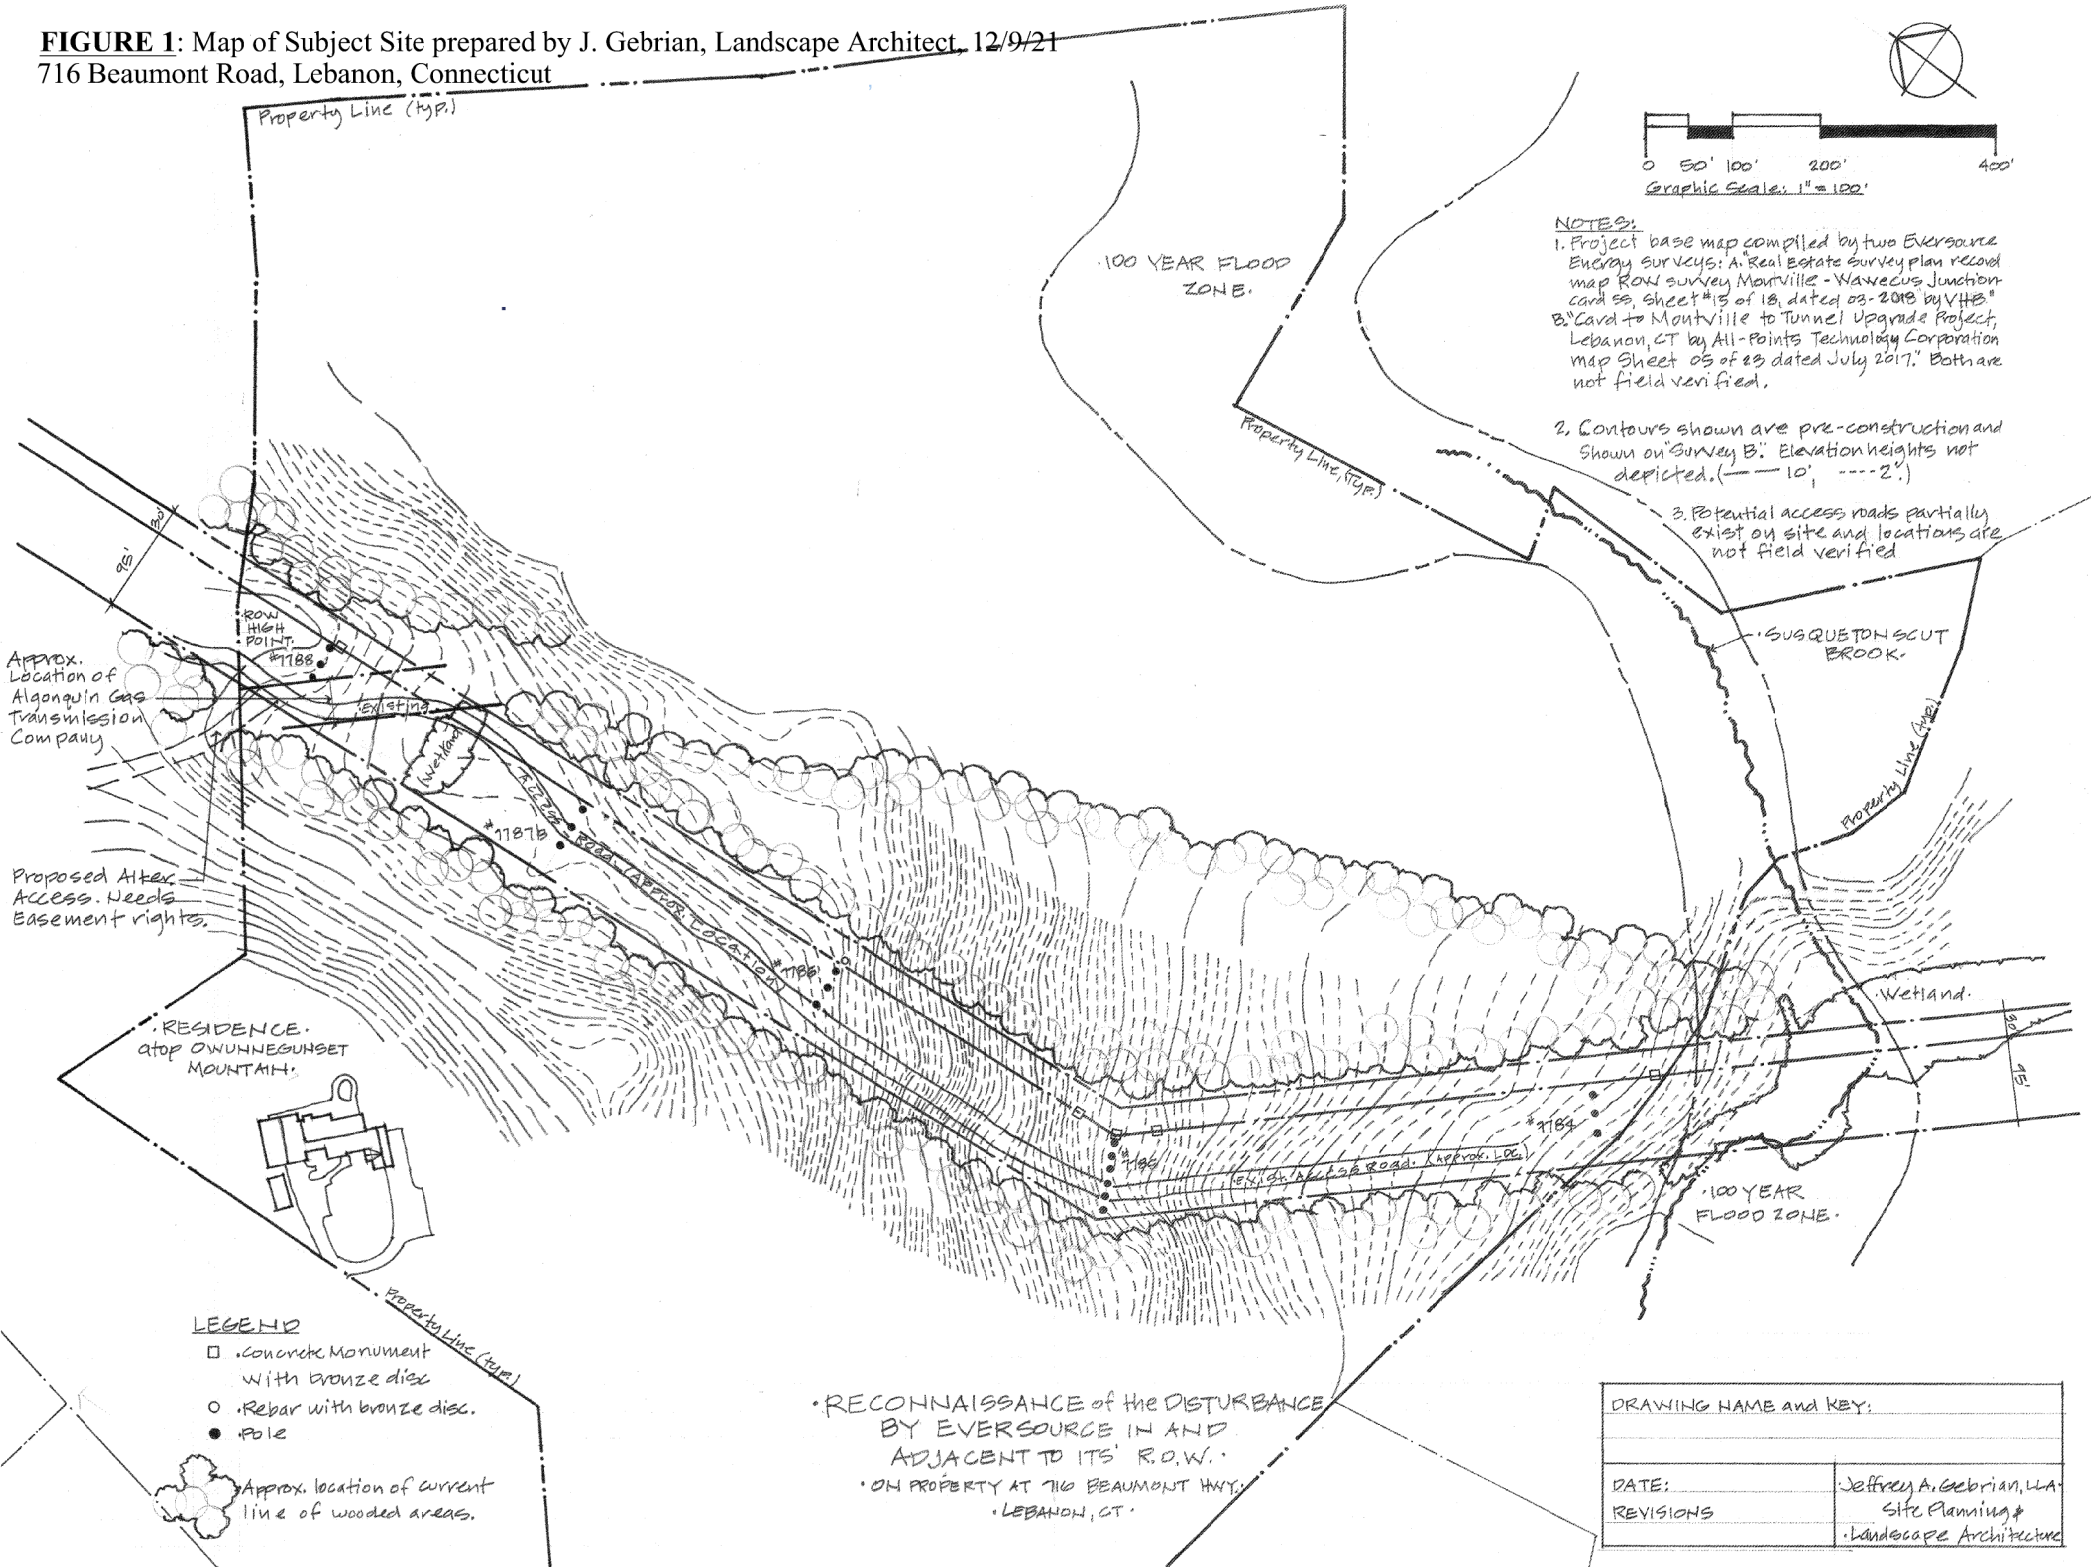 FIGURE 1: Map of Subject Site prepared by J. Gebrian, Landscape Architect, 12/9/21
716 Beaumont Road, Lebanon, Connecticut
Property Line (typ.)
0 50' 100' 200' 400'
Graphic Scale: 1" = 100'
NOTES:
1. Project base map compiled by two Eversource
Energy surveys: A. "Real Estate Survey plan record
map ROW survey Montville - Wawecus Junction
card 55, sheet #15 of 18, dated 03-2018 by VHB."
B. "Card to Montville to Tunnel Upgrade Project,
Lebanon, CT by All-Points Technology Corporation
map Sheet 05 of 23 dated July 2017." Both are
not field verified.
2. Contours shown are pre-construction and
Shown on "Survey B." Elevation heights not
depicted. (—— 10', ---- 2'.)
3. Potential access roads partially
exist on site and locations are
not field verified
100 YEAR FLOOD
ZONE.
Property Line, (typ.)
SUSQUETONSCUT
BROOK.
Property Line (typ.)
30'
95'
ROW
HIGH
POINT.
#7788
Approx.
Location of
Algonquin Gas
Transmission
Company
Existing
Wetland
Access
Road (Approx. Location)
#7787B
Proposed Alter.
Access. Needs
Easement rights.
#7786
RESIDENCE.
atop OWUNNEGUNSET
MOUNTAIN.
.Wetland.
30'
95'
#7784
Exist. Access Road. (Approx. Loc.)
.100 YEAR
FLOOD ZONE.
Property Line (typ.)
LEGEND
.Concrete Monument
with bronze disc
.Rebar with bronze disc.
.Pole
Approx. location of current
line of wooded areas.
.RECONNAISSANCE of the DISTURBANCE
BY EVERSOURCE IN AND
ADJACENT TO ITS' R.O.W..
.ON PROPERTY AT 716 BEAUMONT HWY.
.LEBANON, CT.
DRAWING NAME and KEY:
DATE:
REVISIONS
.Jeffrey A. Gebrian, LLA.
Site Planning &
.Landscape Architecture